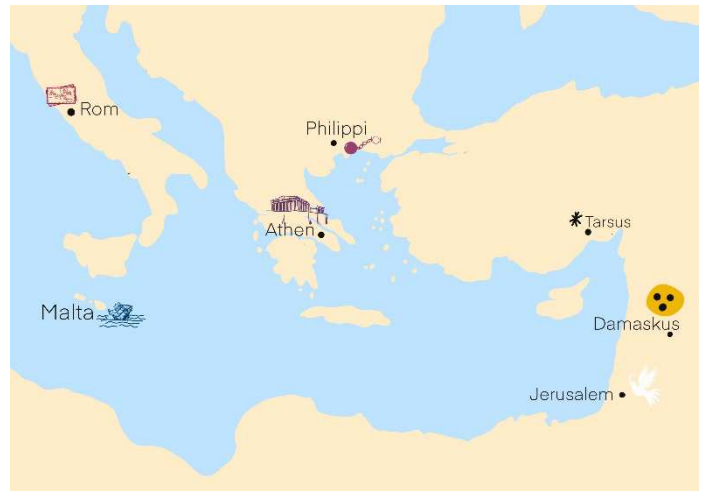 Rom
Philippi
Athen
Tarsus
Malta
Damaskus
Jerusalem